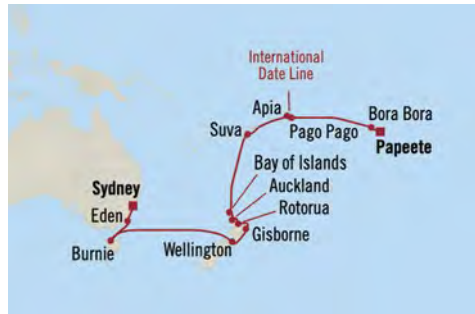 International
Date Line
Apia
Bora Bora
Suva
Pago Pago
Papeete
Bay of Islands
Auckland
Sydney
Rotorua
Eden
Gisborne
Wellington
Burnie